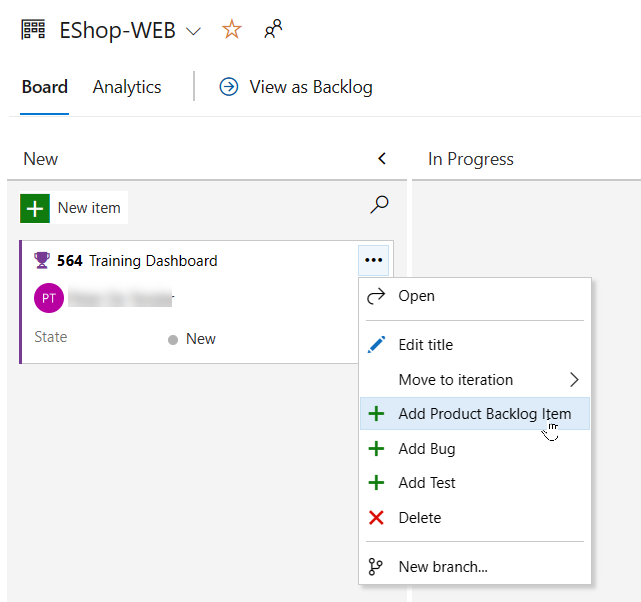 EShop-WEB
Board Analytics View as Backlog
New In Progress
New item
564 Training Dashboard
PT
Open
State New
Edit title
Move to iteration
Add Product Backlog Item
Add Bug
Add Test
Delete
New branch...